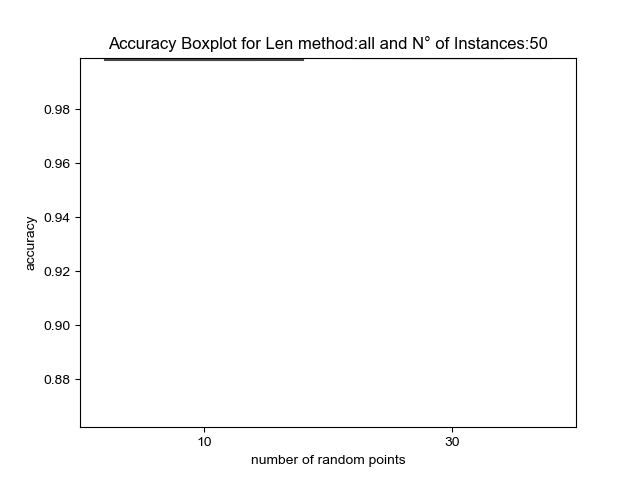 Accuracy Boxplot for Len method:all and N° of Instances:50
0.98
0.96
0.94
0.92
0.90
0.88
accuracy
10 30
number of random points